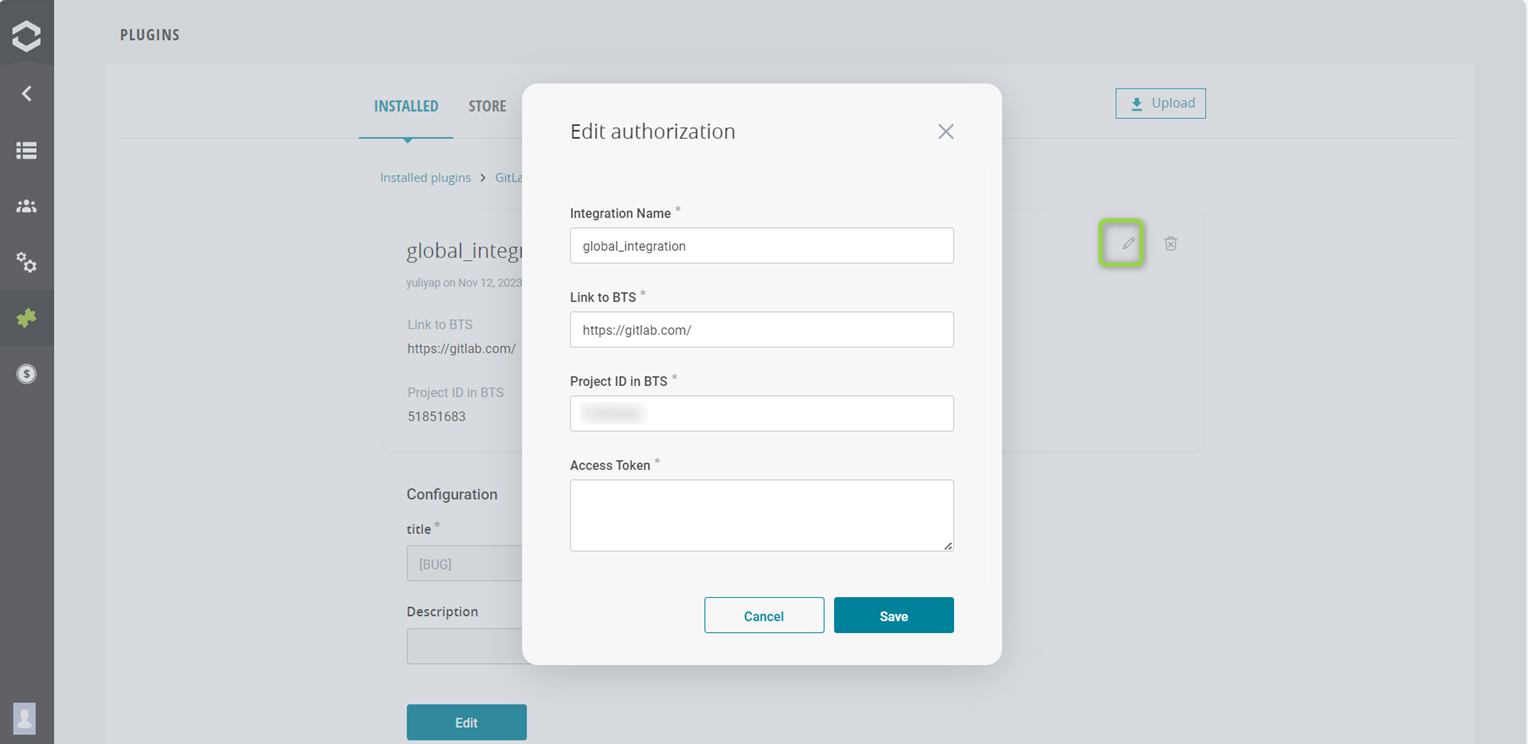 PLUGINS
INSTALLED
STORE
Upload
Installed plugins > GitLa
global_integr
yuliyap on Nov 12, 2023
Link to BTS
https://gitlab.com/
Project ID in BTS
51851683
Configuration
title *
[BUG]
Description
Edit
Edit authorization
Integration Name *
global_integration
Link to BTS *
https://gitlab.com/
Project ID in BTS *
Access Token *
Cancel
Save